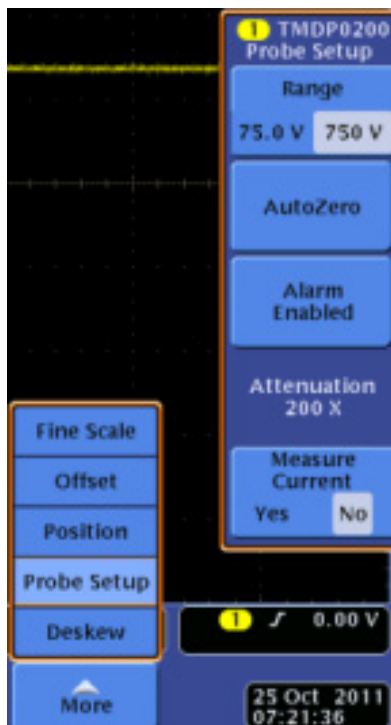 1 TMDP0200
Probe Setup
Range
75.0 V 750 V
AutoZero
Alarm
Enabled
Attenuation
200 X
Measure
Current
Yes No
Fine Scale
Offset
Position
Probe Setup
Deskew
More
1 0.00 V
25 Oct 2011
07:21:36